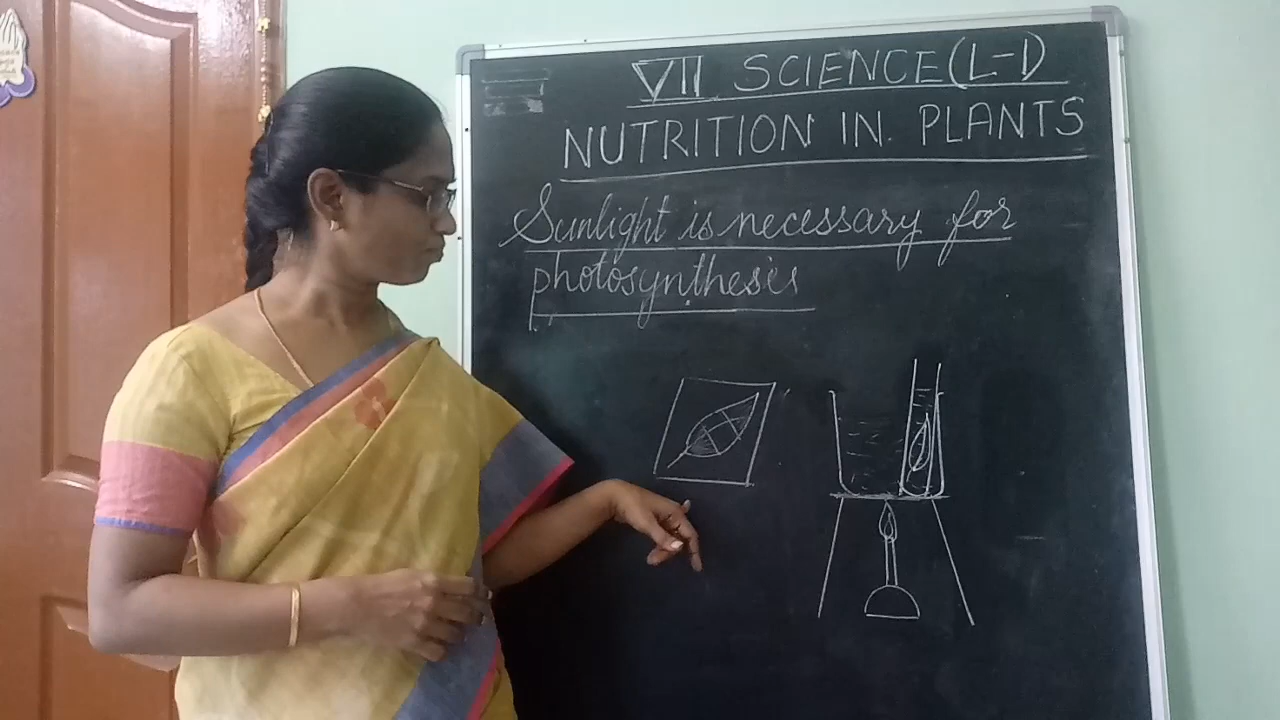 VII SCIENCE (L-1)
NUTRITION IN PLANTS
Sunlight is necessary for
photosynthesis